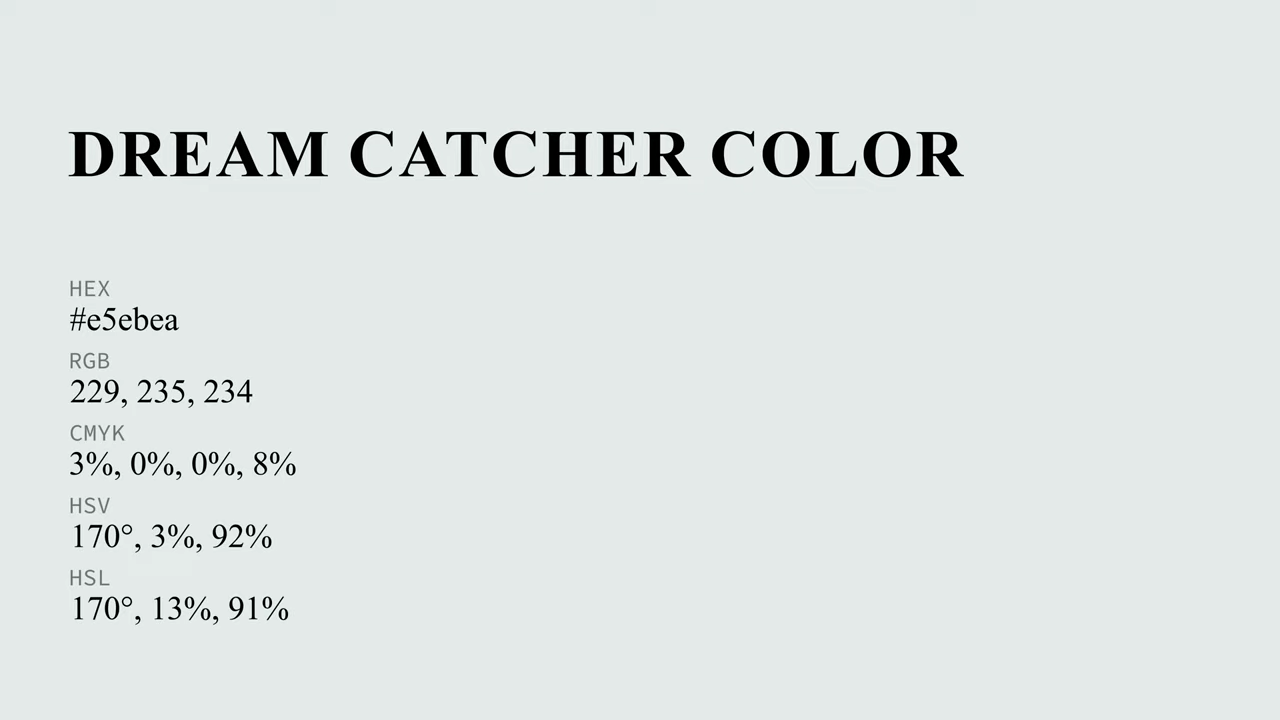 DREAM CATCHER COLOR
HEX
#e5ebea
RGB
229, 235, 234
CMYK
3%, 0%, 0%, 8%
HSV
170°, 3%, 92%
HSL
170°, 13%, 91%